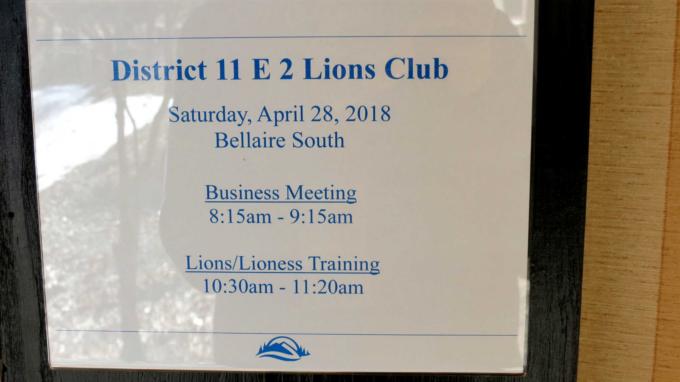 District 11 E 2 Lions Club
Saturday, April 28, 2018
Bellaire South
Business Meeting
8:15am - 9:15am
Lions/Lioness Training
10:30am - 11:20am